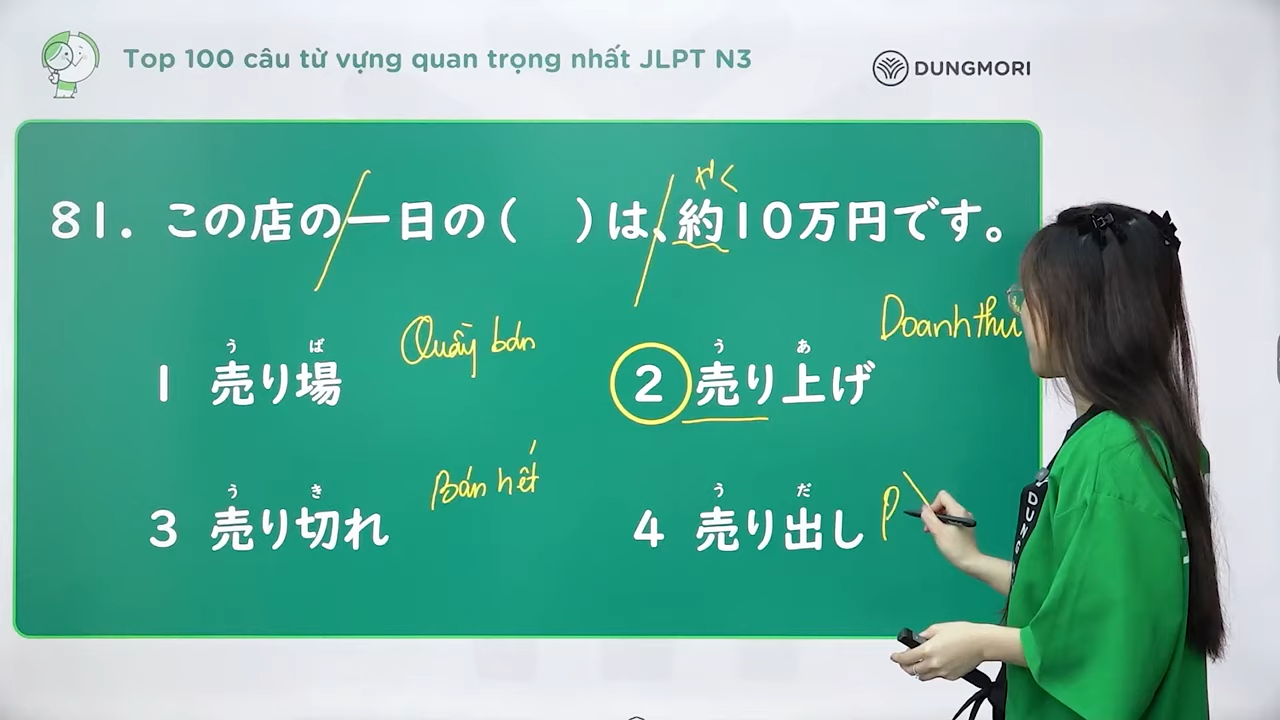 Top 100 câu từ vựng quan trọng nhất JLPT N3
DUNGMORI
やく
81. この店の一日の( )は、約10万円です。
うば
1 売り場
Quầy bán
うあ
2 売り上げ
Doanh thu
うき
3 売り切れ
Bán hết
うだ
4 売り出し
P